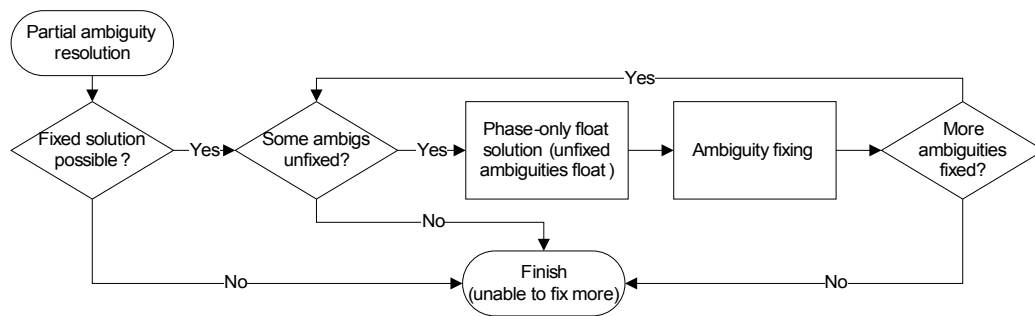 Partial ambiguity
resolution
Fixed solution
possible ?
Yes
Some ambigs
unfixed?
Yes
Phase-only float
solution (unfixed
ambiguities float )
Ambiguity fixing
More
ambiguities
fixed?
Yes
No
No
Finish
(unable to fix more)
No